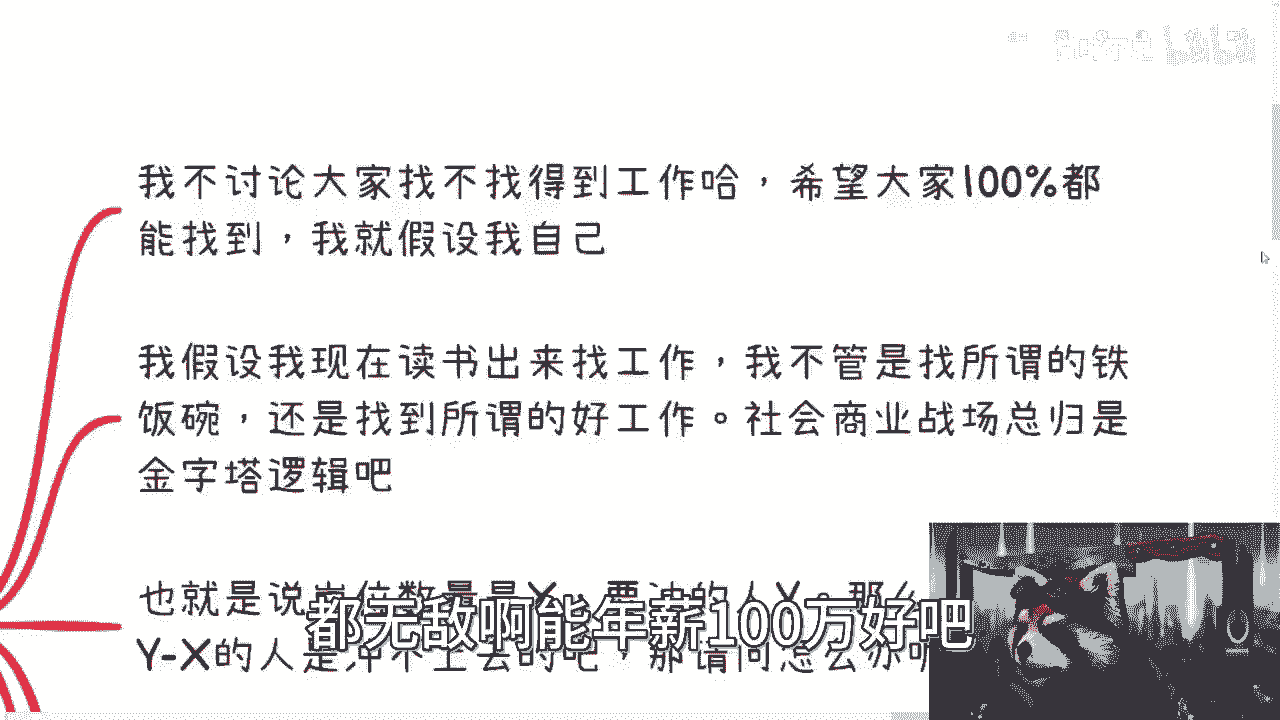 我不讨论大家找不找得到工作哈，希望大家100%都
能找到，我就假设我自己
我假设我现在读书出来找工作，我不管是找所谓的铁
饭碗，还是找到所谓的好工作。社会商业战场总归是
金字塔逻辑吧
也就是说岗位数量是X，要冲的人Y。那么
Y-X的人是冲不上去的吧，那请问怎么办呢
都无敌啊能年薪100万好吧